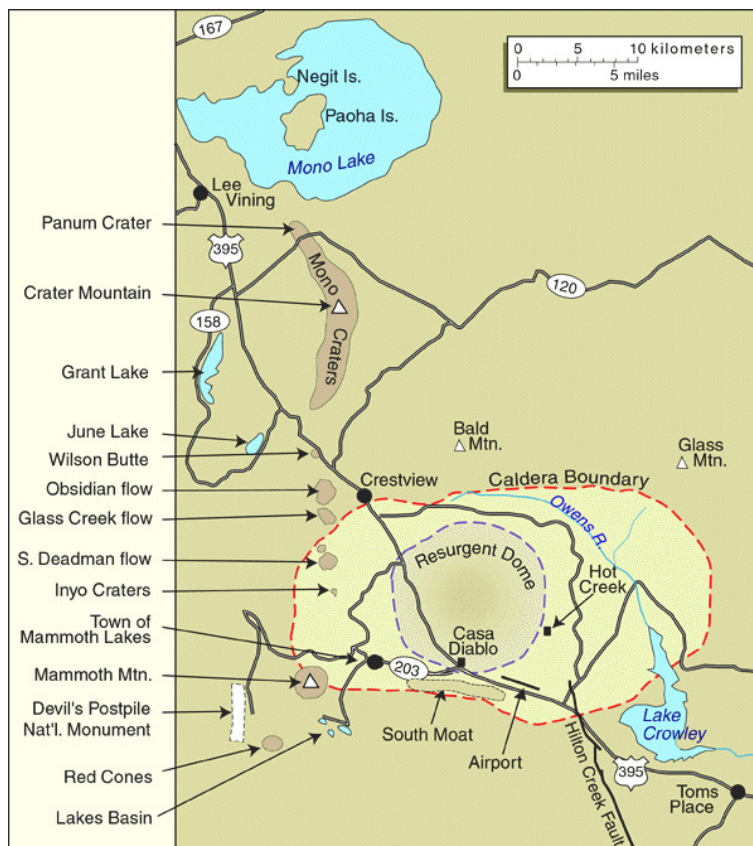 167
0 5 10 kilometers
0 5 miles
Negit Is.
Paoha Is.
Mono Lake
Lee
Vining
Panum Crater
395
Mono
Craters
Crater Mountain
120
158
Grant Lake
June Lake
Bald
Mtn.
Glass
Mtn.
Wilson Butte
Crestview
Caldera Boundary
Obsidian flow
Glass Creek flow
Owens R.
S. Deadman flow
Resurgent Dome
Hot
Creek
Inyo Craters
Town of
Mammoth Lakes
Casa
Diablo
203
Mammoth Mtn.
Devil's Postpile
Nat'l. Monument
South Moat
Airport
Lake
Crowley
Hilton Creek Fault
395
Red Cones
Toms
Place
Lakes Basin